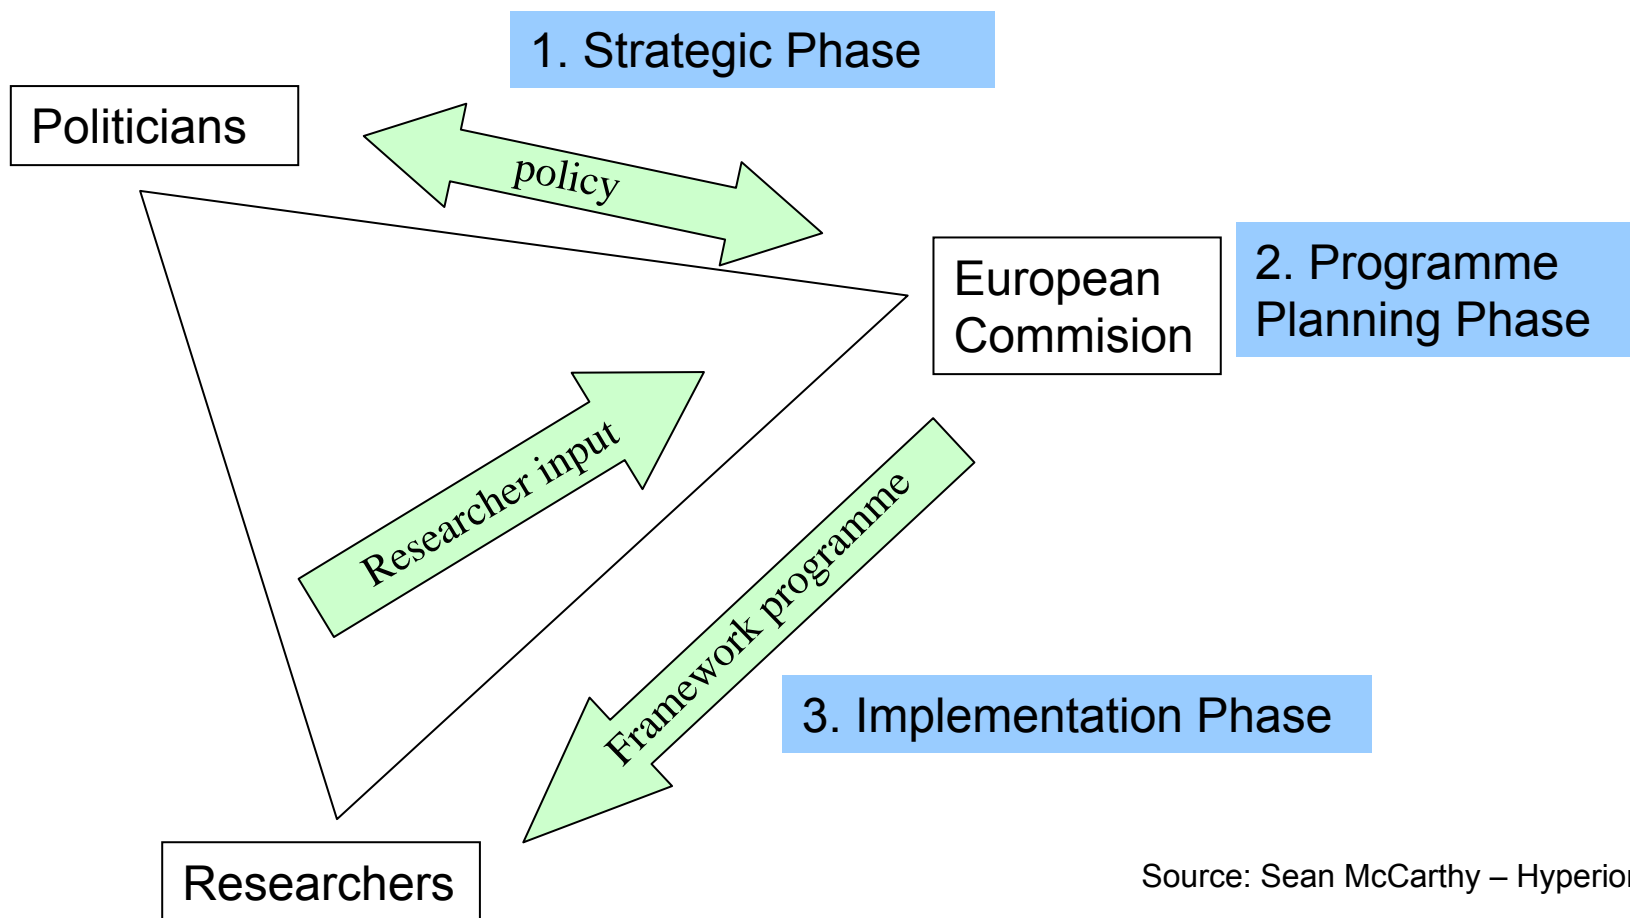 1. Strategic Phase
Politicians
policy
European
Commision
2. Programme
Planning Phase
Researcher input
Framework programme
3. Implementation Phase
Researchers
Source: Sean McCarthy – Hyperion